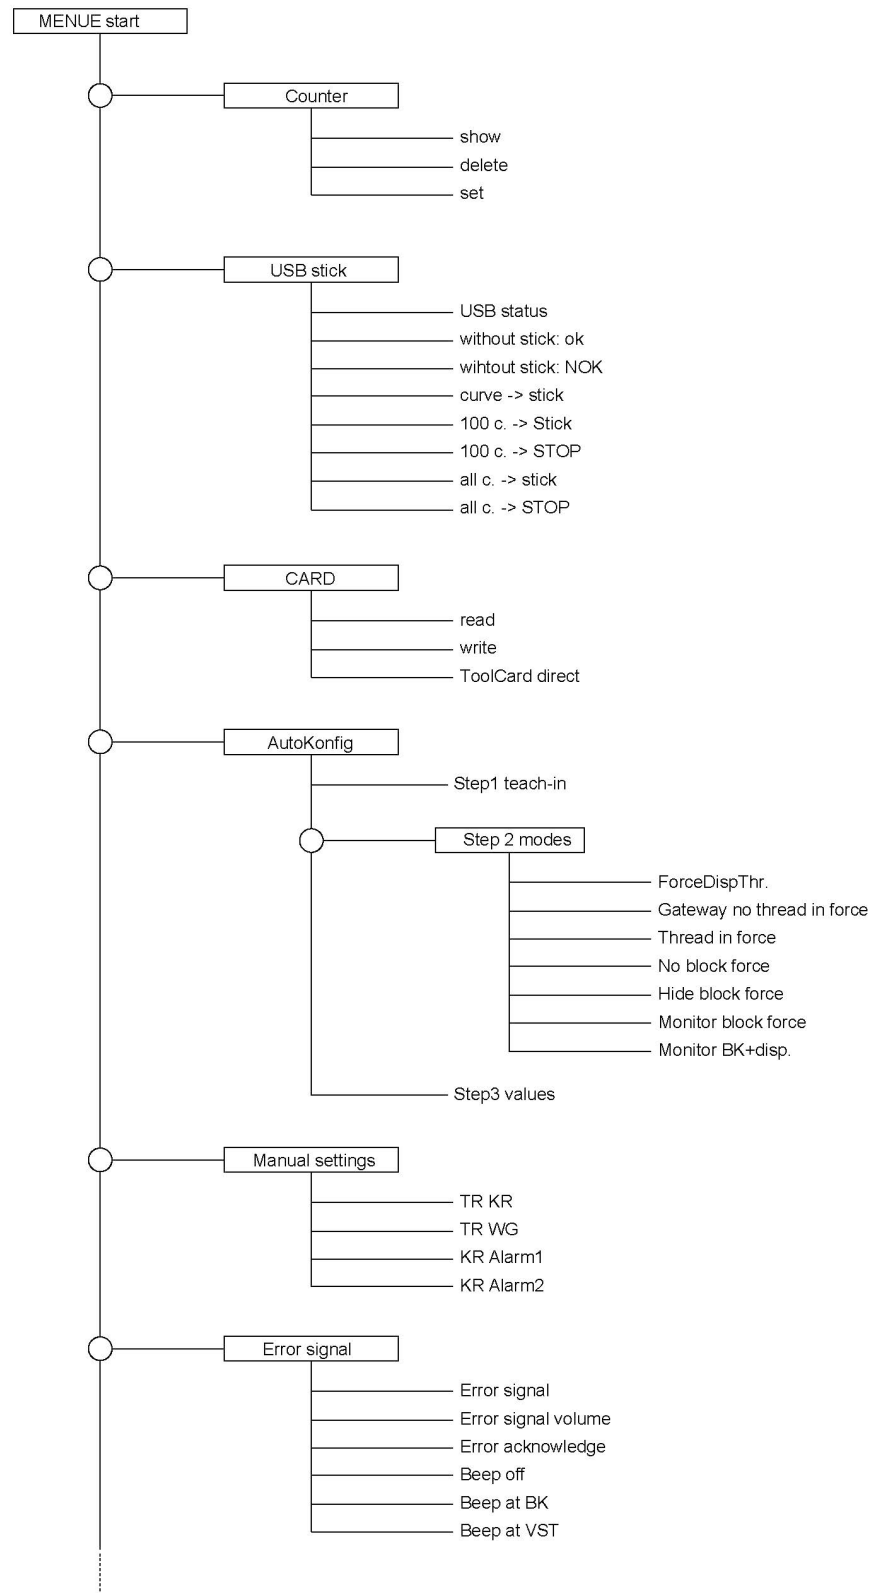 MENUE start
Counter
show
delete
set
USB stick
USB status
without stick: ok
wihtout stick: NOK
curve -> stick
100 c. -> Stick
100 c. -> STOP
all c. -> stick
all c. -> STOP
CARD
read
write
ToolCard direct
AutoKonfig
Step1 teach-in
Step 2 modes
ForceDispThr.
Gateway no thread in force
Thread in force
No block force
Hide block force
Monitor block force
Monitor BK+disp.
Step3 values
Manual settings
TR KR
TR WG
KR Alarm1
KR Alarm2
Error signal
Error signal
Error signal volume
Error acknowledge
Beep off
Beep at BK
Beep at VST